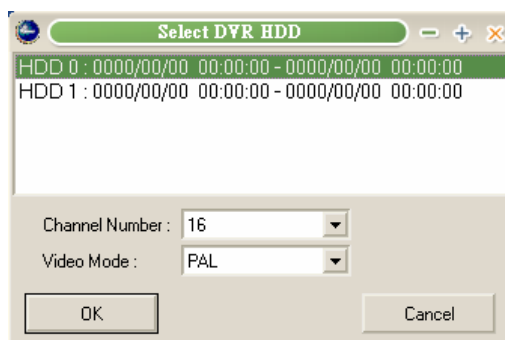 Select DVR HDD
HDD 0 : 0000/00/00 00:00:00 - 0000/00/00 00:00:00
HDD 1 : 0000/00/00 00:00:00 - 0000/00/00 00:00:00
Channel Number : 16
Video Mode : PAL
OK Cancel